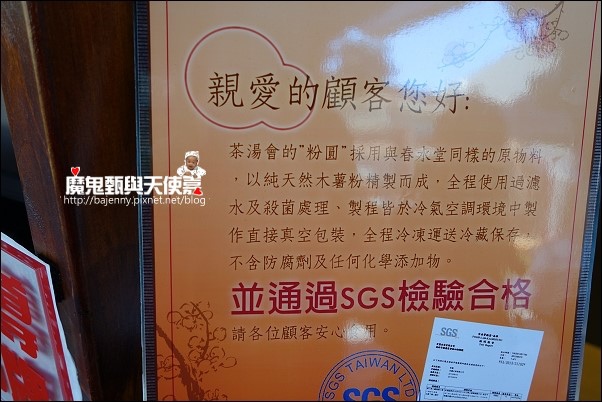 親愛的顧客您好:
茶湯會的"粉圓"採用與春水堂同樣的原物料
，以純天然木薯粉精製而成，全程使用過濾
水及殺菌處理、製程皆於冷氣空調環境中製
作直接真空包裝，全程冷凍運送冷藏保存，
不含防腐劑及任何化學添加物。
並通過SGS檢驗合格
請各位顧客安心食用。
魔鬼甄與天使嘉
http://bajenny.pixnet.net/blog
SGS
SGS TAIWAN LTD
SGS